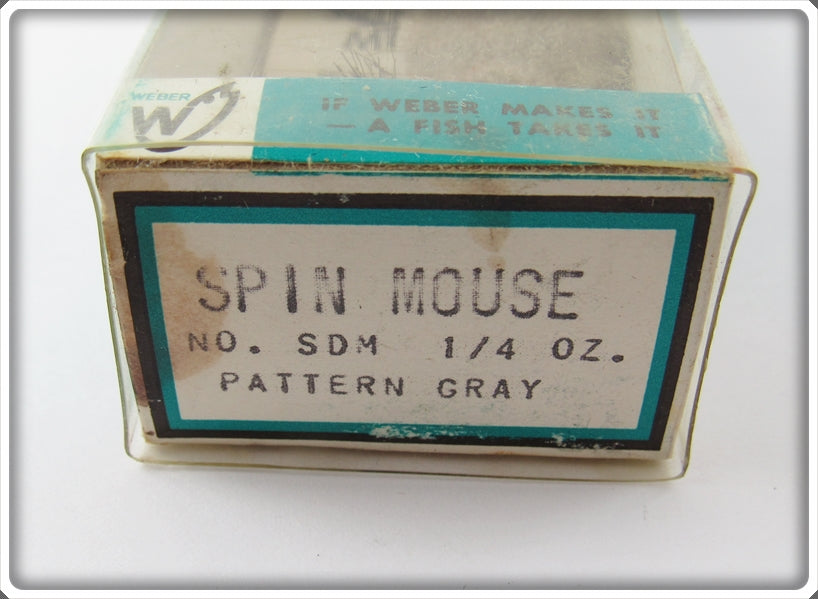 WEBER
W
IF WEBER MAKES IT
— A FISH TAKES IT
SPIN MOUSE
NO. SDM 1/4 OZ.
PATTERN GRAY